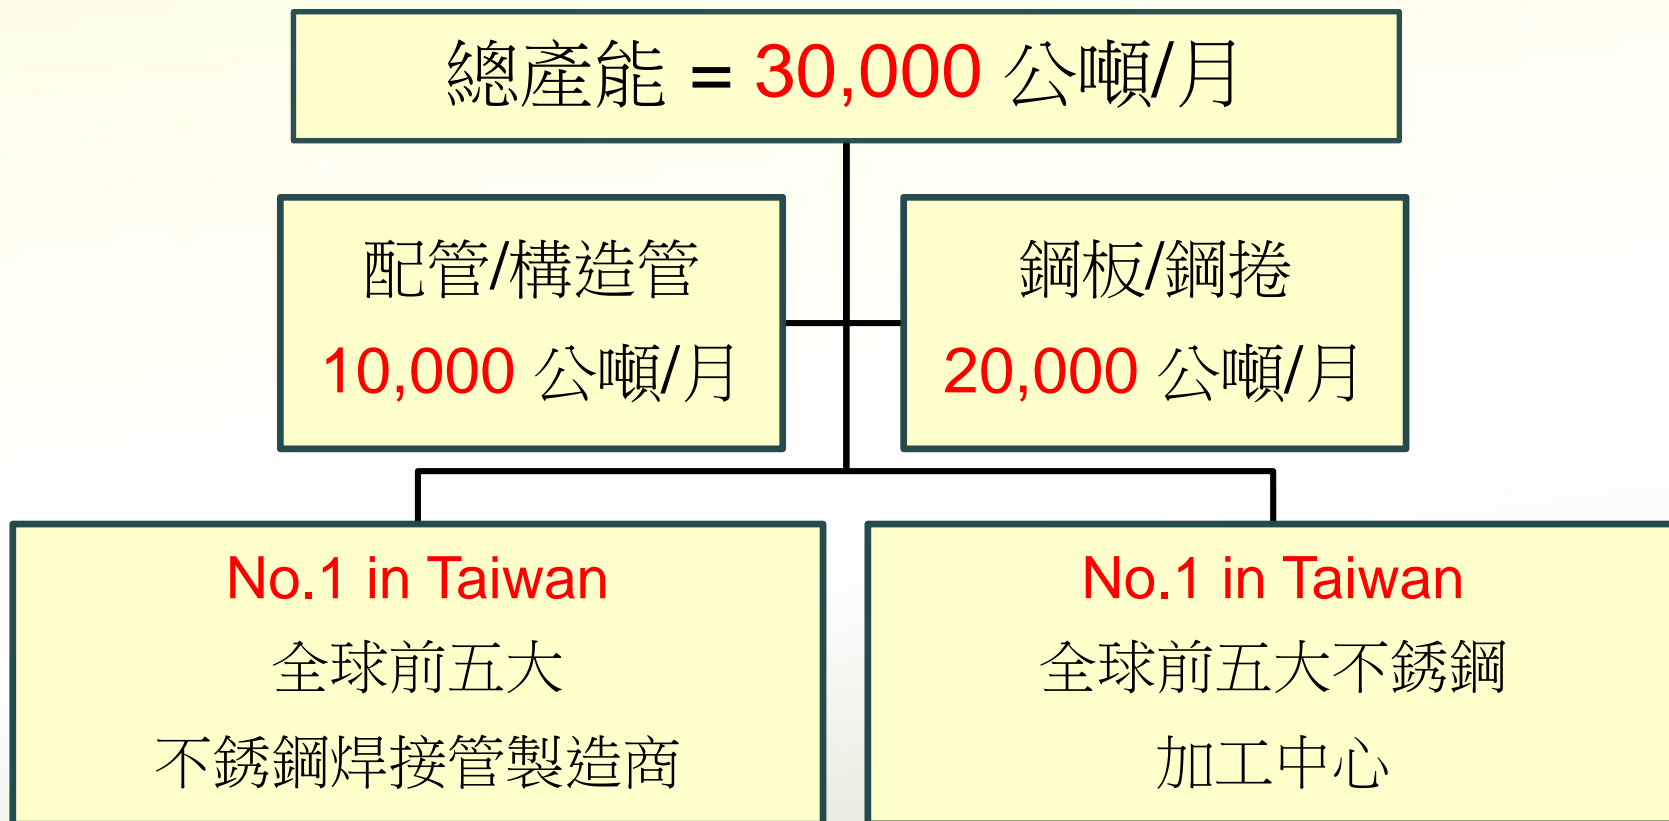 總產能 = 30,000 公噸/月
配管/構造管
10,000 公噸/月
鋼板/鋼捲
20,000 公噸/月
No.1 in Taiwan
全球前五大
不銹鋼焊接管製造商
No.1 in Taiwan
全球前五大不銹鋼
加工中心